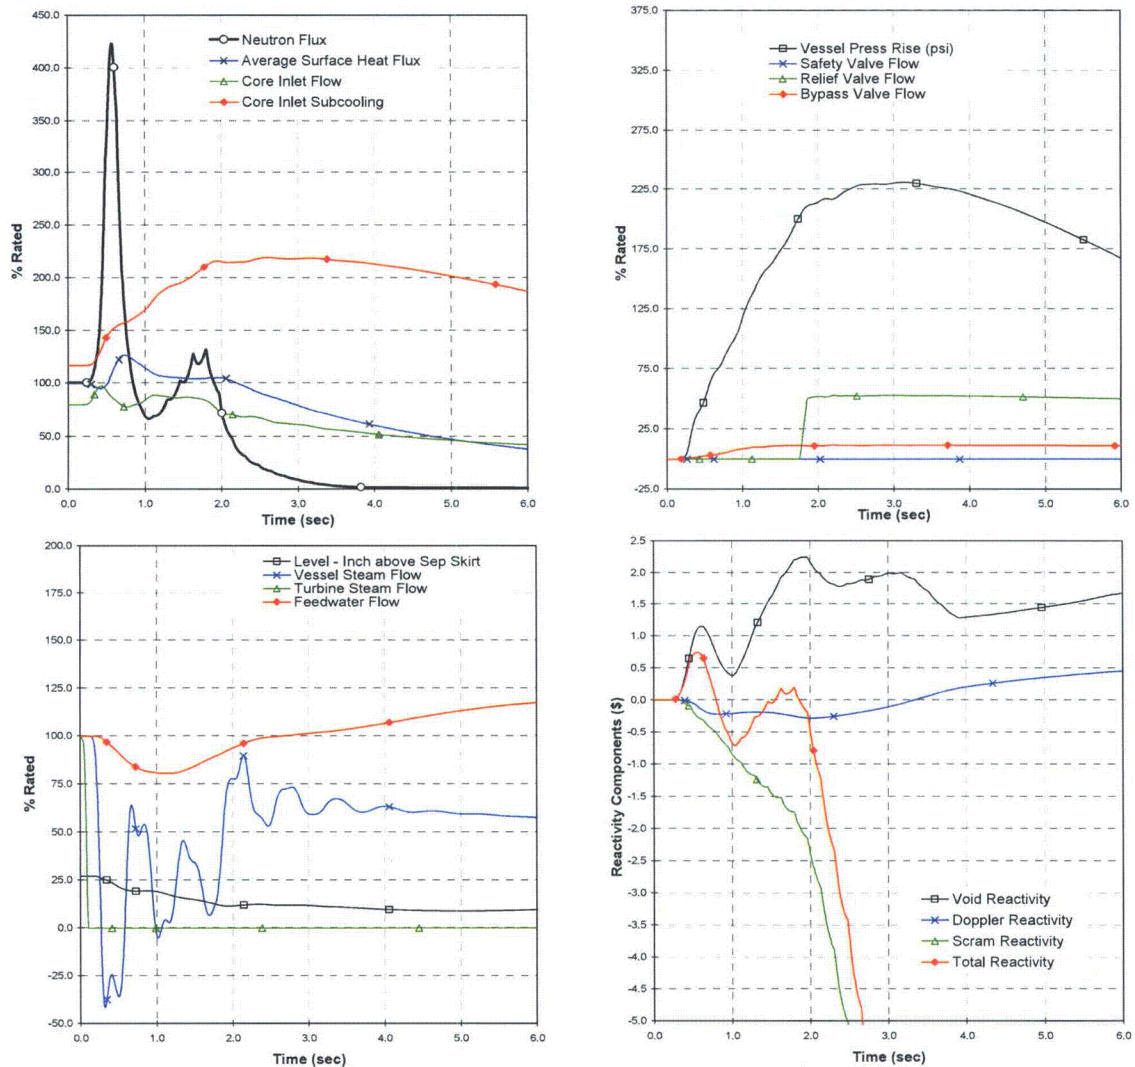 450.0
400.0
350.0
300.0
250.0
200.0
150.0
100.0
50.0
0.0
% Rated
Neutron Flux
Average Surface Heat Flux
Core Inlet Flow
Core Inlet Subcooling
0.0 1.0 2.0 3.0 4.0 5.0 6.0
Time (sec)
375.0
325.0
275.0
225.0
175.0
125.0
75.0
25.0
-25.0
% Rated
Vessel Press Rise (psi)
Safety Valve Flow
Relief Valve Flow
Bypass Valve Flow
0.0 1.0 2.0 3.0 4.0 5.0 6.0
Time (sec)
200.0
175.0
150.0
125.0
100.0
75.0
50.0
25.0
0.0
-25.0
-50.0
% Rated
Level - Inch above Sep Skirt
Vessel Steam Flow
Turbine Steam Flow
Feedwater Flow
0.0 1.0 2.0 3.0 4.0 5.0 6.0
Time (sec)
2.5
2.0
1.5
1.0
0.5
0.0
-0.5
-1.0
-1.5
-2.0
-2.5
-3.0
-3.5
-4.0
-4.5
-5.0
Reactivity Components ($)
Void Reactivity
Doppler Reactivity
Scram Reactivity
Total Reactivity
0.0 1.0 2.0 3.0 4.0 5.0 6.0
Time (sec)